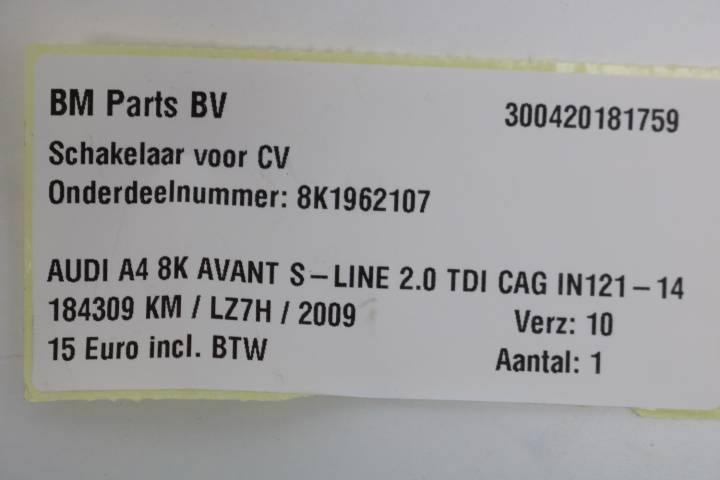 BM Parts BV 300420181759
Schakelaar voor CV
Onderdeelnummer: 8K1962107
AUDI A4 8K AVANT S-LINE 2.0 TDI CAG IN121-14
184309 KM / LZ7H / 2009 Verz: 10
15 Euro incl. BTW Aantal: 1